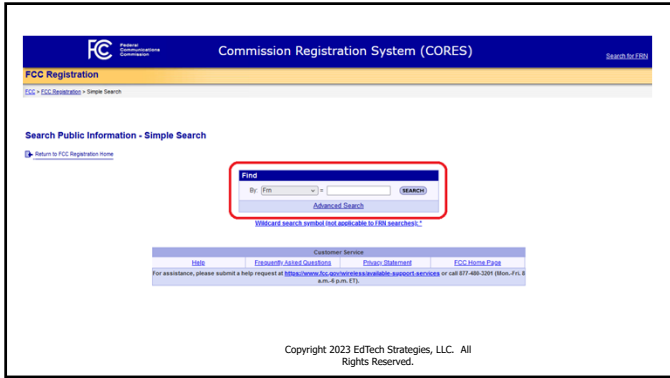 FCC Federal Communications Commission
Commission Registration System (CORES)
Search for FRN
FCC Registration
FCC > FCC Registration > Simple Search
Search Public Information - Simple Search
Return to FCC Registration Home
Find
By: Frn = SEARCH
Advanced Search
Wildcard search symbol (not applicable to FRN searches): *
Customer Service
Help Frequently Asked Questions Privacy Statement FCC Home Page
For assistance, please submit a help request at https://www.fcc.gov/wireless/available-support-services or call 877-480-3201 (Mon.-Fri. 8
a.m.-6 p.m. ET).
Copyright 2023 EdTech Strategies, LLC. All
Rights Reserved.